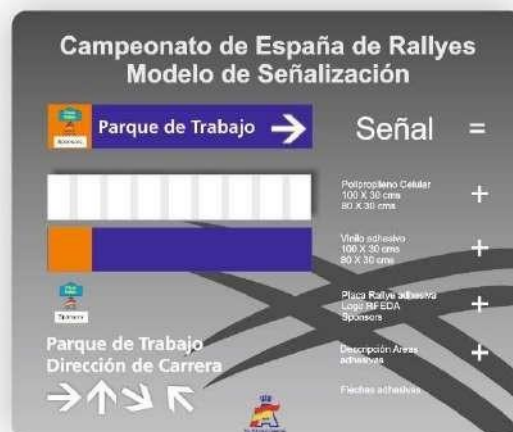 Campeonato de España de Rallyes
Modelo de Señalización
Parque de Trabajo
Sponsors
Señal =
Polipropileno Celular
100 X 30 cms
80 X 30 cms
+
Vinilo adhesivo
100 X 30 cms
80 X 30 cms
+
Placa Rallye adhesiva
Logo RFEDA
Sponsors
+
Sponsors
Parque de Trabajo
Dirección de Carrera
Descripción Areas
adhesivas
+
Flechas adhesivas